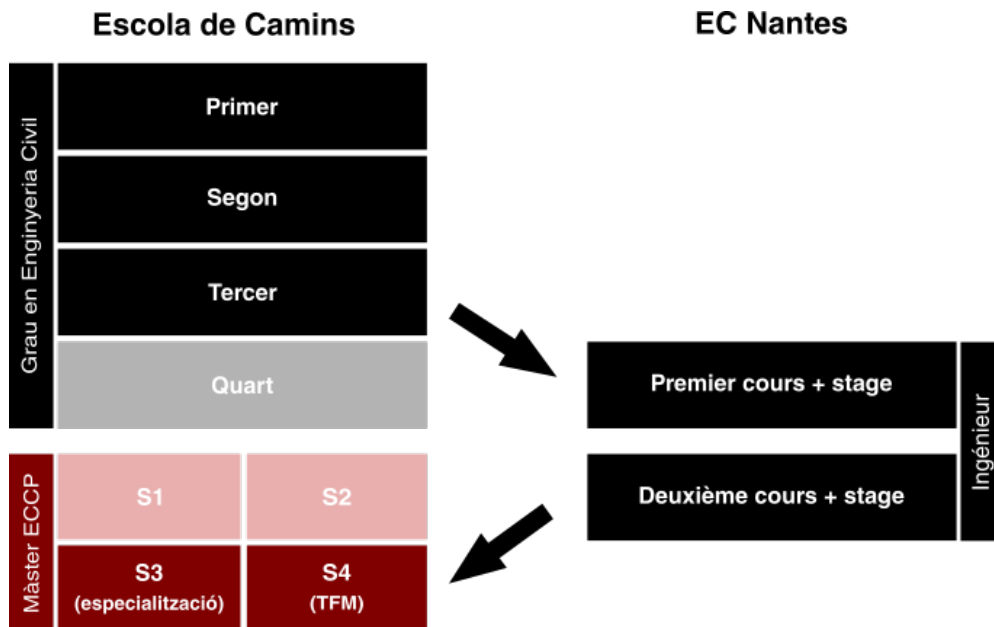 Escola de Camins
EC Nantes
Grau en Enginyeria Civil
Primer
Segon
Tercer
Quart
Premier cours + stage
Deuxième cours + stage
Ingénieur
Màster ECCP
S1
S2
S3
(especialització)
S4
(TFM)